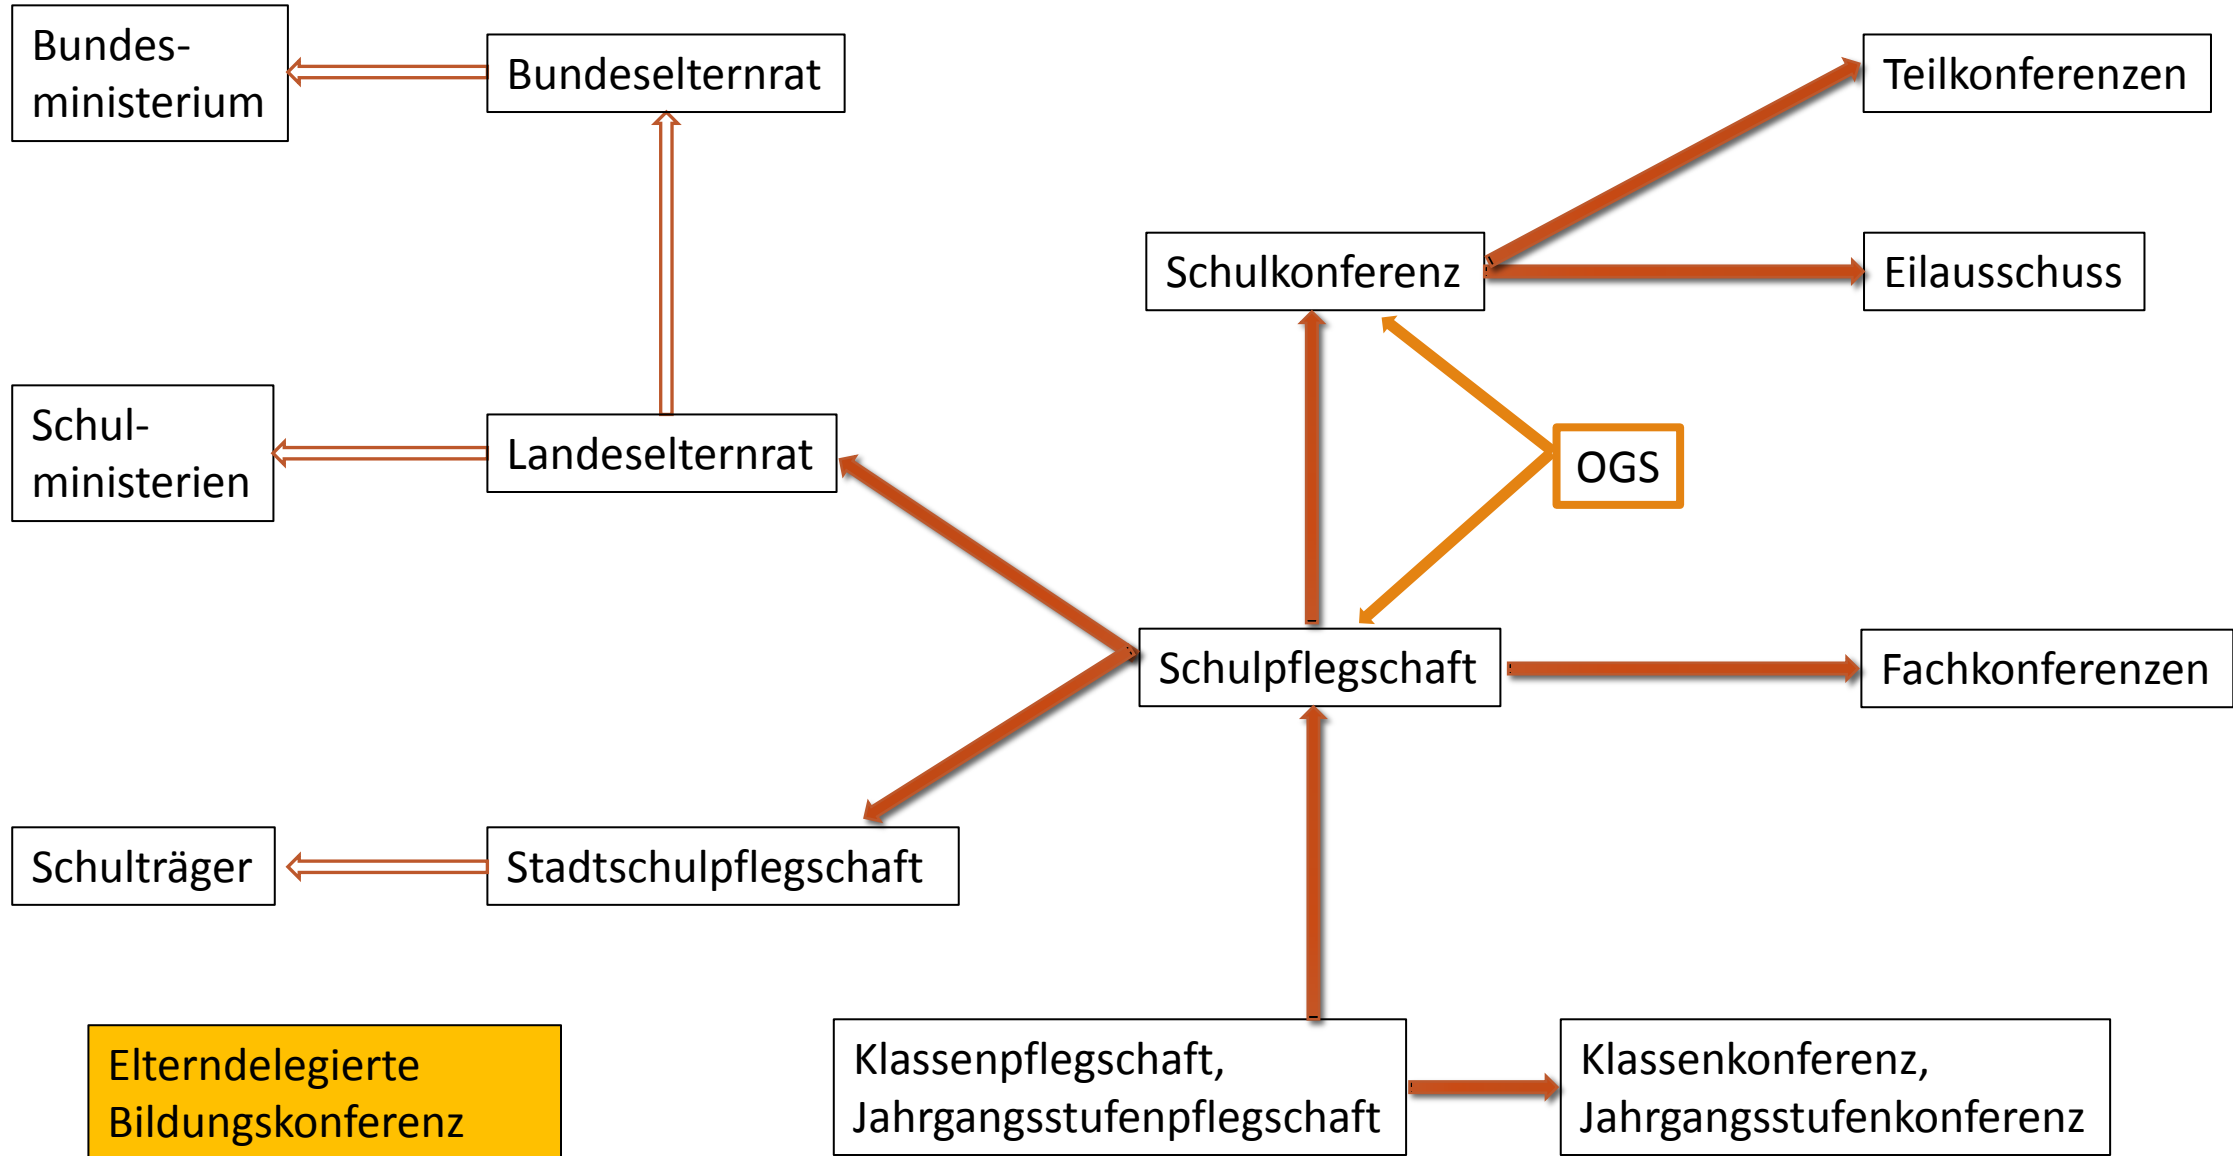 Bundes-
ministerium
Bundeselternrat
Teilkonferenzen
Schulkonferenz
Eilausschuss
Schul-
ministerien
Landeselternrat
OGS
Schulpflegschaft
Fachkonferenzen
Schulträger
Stadtschulpflegschaft
Elterndelegierte
Bildungskonferenz
Klassenpflegschaft,
Jahrgangsstufenpflegschaft
Klassenkonferenz,
Jahrgangsstufenkonferenz